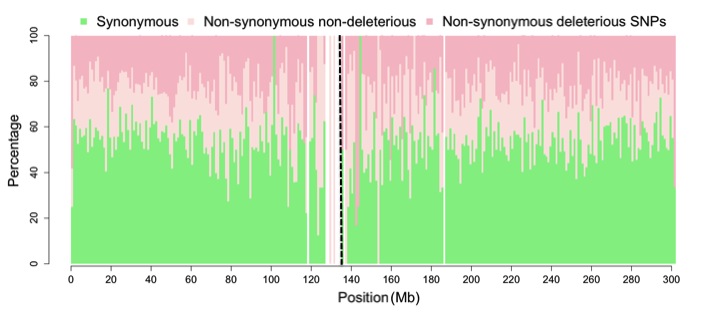 Synonymous Non-synonymous non-deleterious Non-synonymous deleterious SNPs
100
80
60
40
20
0
Percentage
0 20 40 60 80 100 120 140 160 180 200 220 240 260 280 300
Position(Mb)